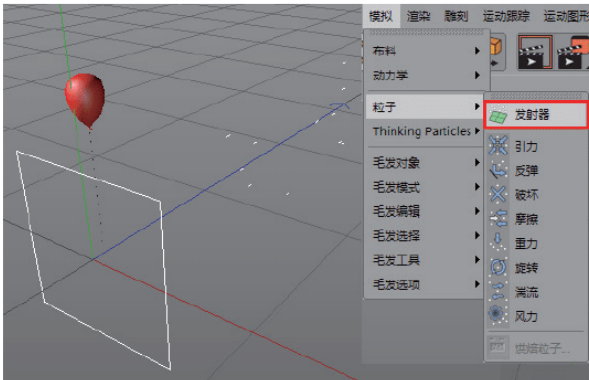 模拟 渲染 雕刻 运动跟踪 运动图形
布料
动力学
粒子
Thinking Particles
毛发对象
毛发模式
毛发编辑
毛发选择
毛发工具
毛发选项
发射器
引力
反弹
破坏
摩擦
重力
旋转
湍流
风力
烘焙粒子...